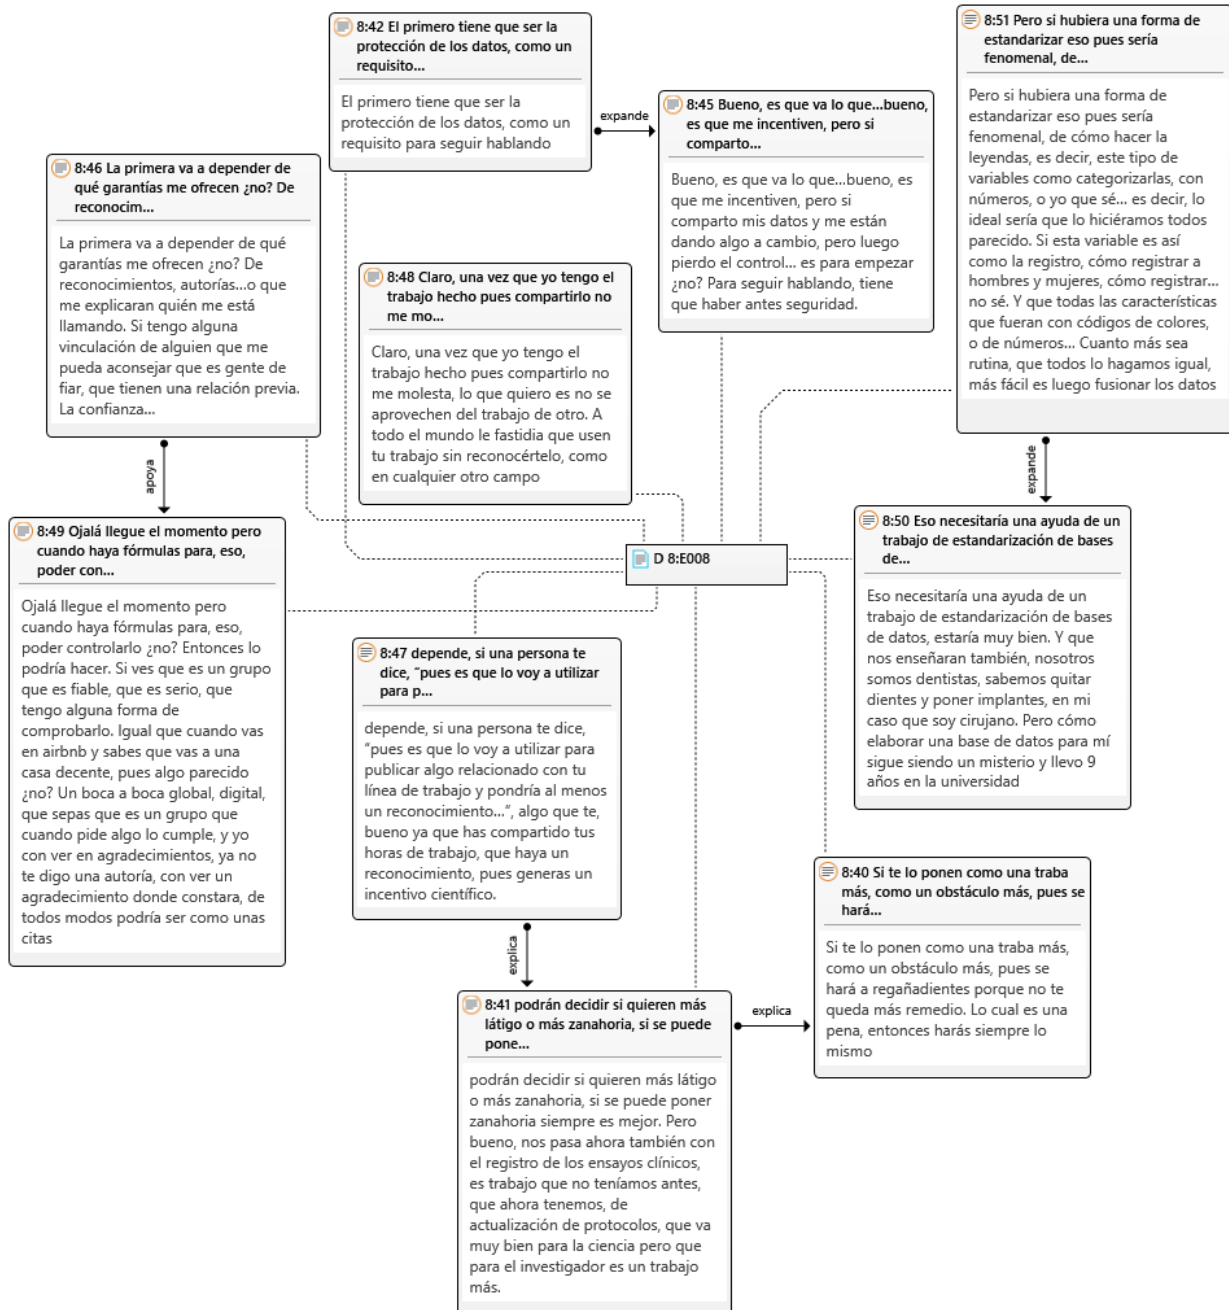 8:42 El primero tiene que ser la
protección de los datos, como un
requisito...
El primero tiene que ser la
protección de los datos, como un
requisito para seguir hablando
expande
8:45 Bueno, es que va lo que...bueno,
es que me incentiven, pero si
comparto...
Bueno, es que va lo que...bueno, es
que me incentiven, pero si
comparto mis datos y me están
dando algo a cambio, pero luego
pierdo el control... es para empezar
¿no? Para seguir hablando, tiene
que haber antes seguridad.
8:51 Pero si hubiera una forma de
estandarizar eso pues sería
fenomenal, de...
Pero si hubiera una forma de
estandarizar eso pues sería
fenomenal, de cómo hacer la
leyendas, es decir, este tipo de
variables como categorizarlas, con
números, o yo que sé... es decir, lo
ideal sería que lo hiciéramos todos
parecido. Si esta variable es así
como la registro, cómo registrar a
hombres y mujeres, cómo registrar...
no sé. Y que todas las características
que fueran con códigos de colores,
o de números... Cuanto más sea
rutina, que todos lo hagamos igual,
más fácil es luego fusionar los datos
8:46 La primera va a depender de
qué garantías me ofrecen ¿no? De
reconocim...
La primera va a depender de qué
garantías me ofrecen ¿no? De
reconocimientos, autorías...o que
me explicaran quién me está
llamando. Si tengo alguna
vinculación de alguien que me
pueda aconsejar que es gente de
fiar, que tienen una relación previa.
La confianza...
8:48 Claro, una vez que yo tengo el
trabajo hecho pues compartirlo no
me mo...
Claro, una vez que yo tengo el
trabajo hecho pues compartirlo no
me molesta, lo que quiero es no se
aprovechen del trabajo de otro. A
todo el mundo le fastidia que usen
tu trabajo sin reconocértelo, como
en cualquier otro campo
apoya
expande
8:49 Ojalá llegue el momento pero
cuando haya fórmulas para, eso,
poder con...
Ojalá llegue el momento pero
cuando haya fórmulas para, eso,
poder controlarlo ¿no? Entonces lo
podría hacer. Si ves que es un grupo
que es fiable, que es serio, que
tengo alguna forma de
comprobarlo. Igual que cuando vas
en airbnb y sabes que vas a una
casa decente, pues algo parecido
¿no? Un boca a boca global, digital,
que sepas que es un grupo que
cuando pide algo lo cumple, y yo
con ver en agradecimientos, ya no
te digo una autoría, con ver un
agradecimiento donde constara, de
todos modos podría ser como unas
citas
D 8:E008
8:50 Eso necesitaría una ayuda de un
trabajo de estandarización de bases
de...
Eso necesitaría una ayuda de un
trabajo de estandarización de bases
de datos, estaría muy bien. Y que
nos enseñaran también, nosotros
somos dentistas, sabemos quitar
dientes y poner implantes, en mi
caso que soy cirujano. Pero cómo
elaborar una base de datos para mí
sigue siendo un misterio y llevo 9
años en la universidad
8:47 depende, si una persona te
dice, "pues es que lo voy a utilizar
para p...
depende, si una persona te dice,
"pues es que lo voy a utilizar para
publicar algo relacionado con tu
línea de trabajo y pondría al menos
un reconocimiento...", algo que te,
bueno ya que has compartido tus
horas de trabajo, que haya un
reconocimiento, pues generas un
incentivo científico.
explica
8:40 Si te lo ponen como una traba
más, como un obstáculo más, pues se
hará...
Si te lo ponen como una traba más,
como un obstáculo más, pues se
hará a regañadientes porque no te
queda más remedio. Lo cual es una
pena, entonces harás siempre lo
mismo
8:41 podrán decidir si quieren más
látigo o más zanahoria, si se puede
pone...
podrán decidir si quieren más látigo
o más zanahoria, si se puede poner
zanahoria siempre es mejor. Pero
bueno, nos pasa ahora también con
el registro de los ensayos clínicos,
es trabajo que no teníamos antes,
que ahora tenemos, de
actualización de protocolos, que va
muy bien para la ciencia pero que
para el investigador es un trabajo
más.
explica